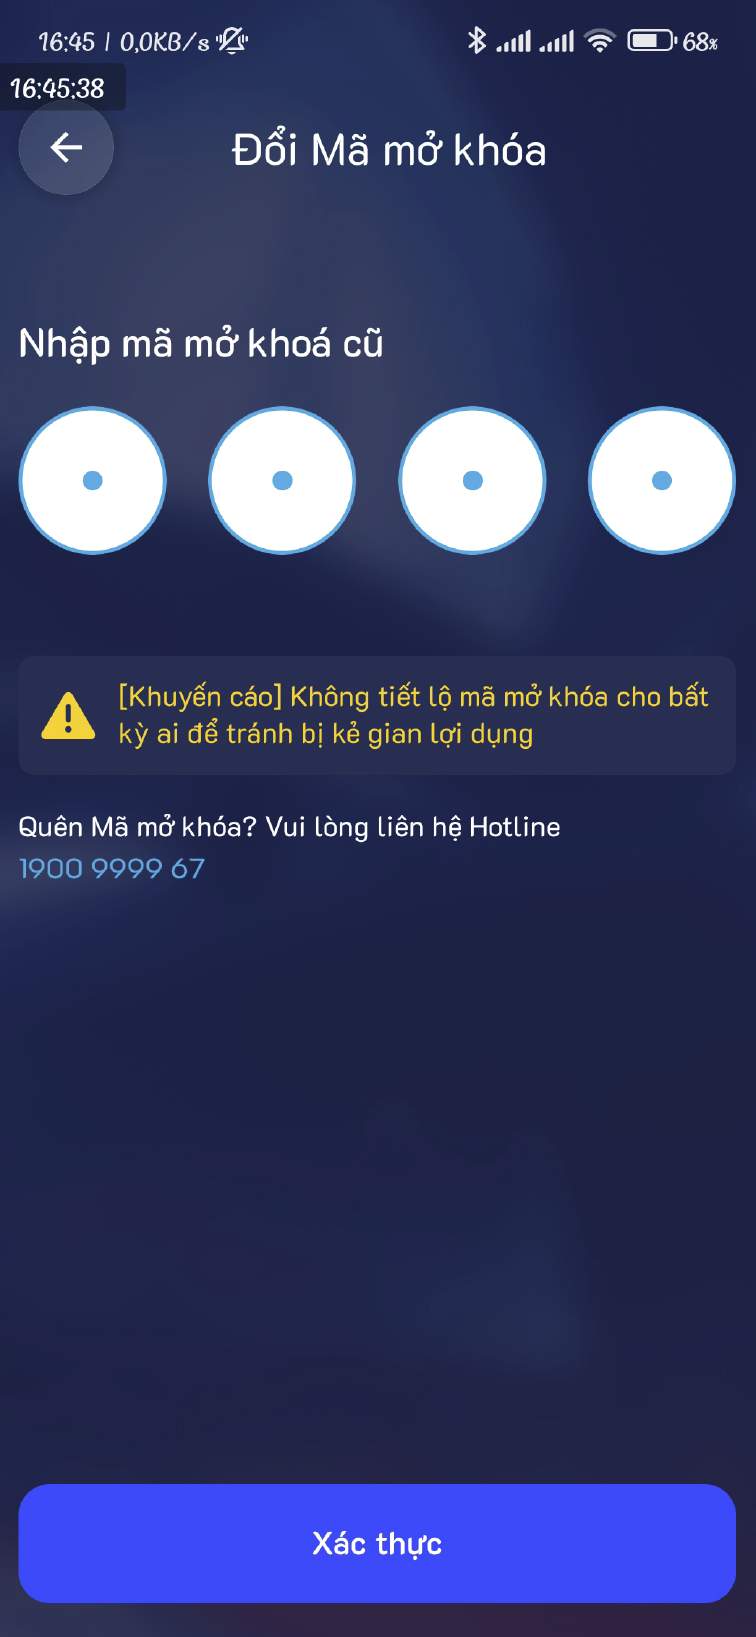 16:45 | 0,0KB/s 68%
16:45:38
Đổi Mã mở khóa
Nhập mã mở khoá cũ
[Khuyến cáo] Không tiết lộ mã mở khóa cho bất
kỳ ai để tránh bị kẻ gian lợi dụng
Quên Mã mở khóa? Vui lòng liên hệ Hotline
1900 9999 67
Xác thực